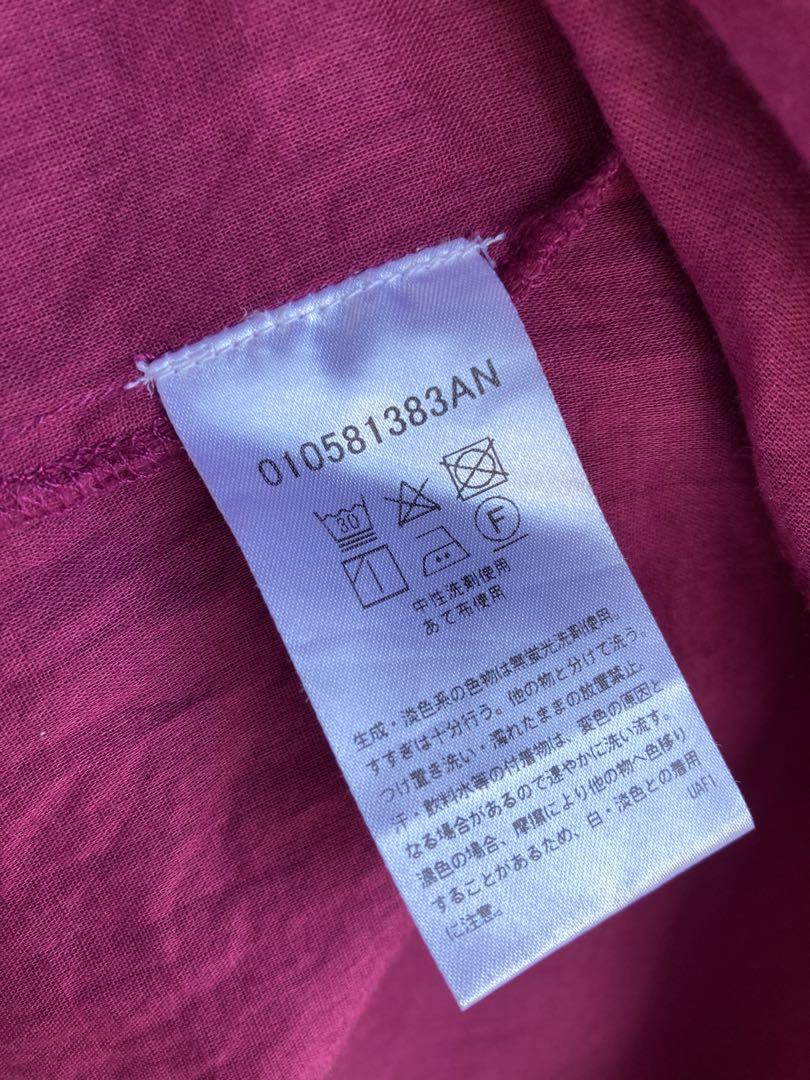 010581383AN
30
F
中性洗剤使用
あて布使用
生成・淡色系の色物は無蛍光洗剤使用。
すすぎは十分行う。他の物と分けて洗う。
つけ置き洗い・濡れたままの放置禁止。
汗・飲料水等の付着物は、変色の原因と
なる場合があるので速やかに洗い流す。
濃色の場合、摩擦により他の物へ色移り
することがあるため、白・淡色との着用
に注意。
UAF1